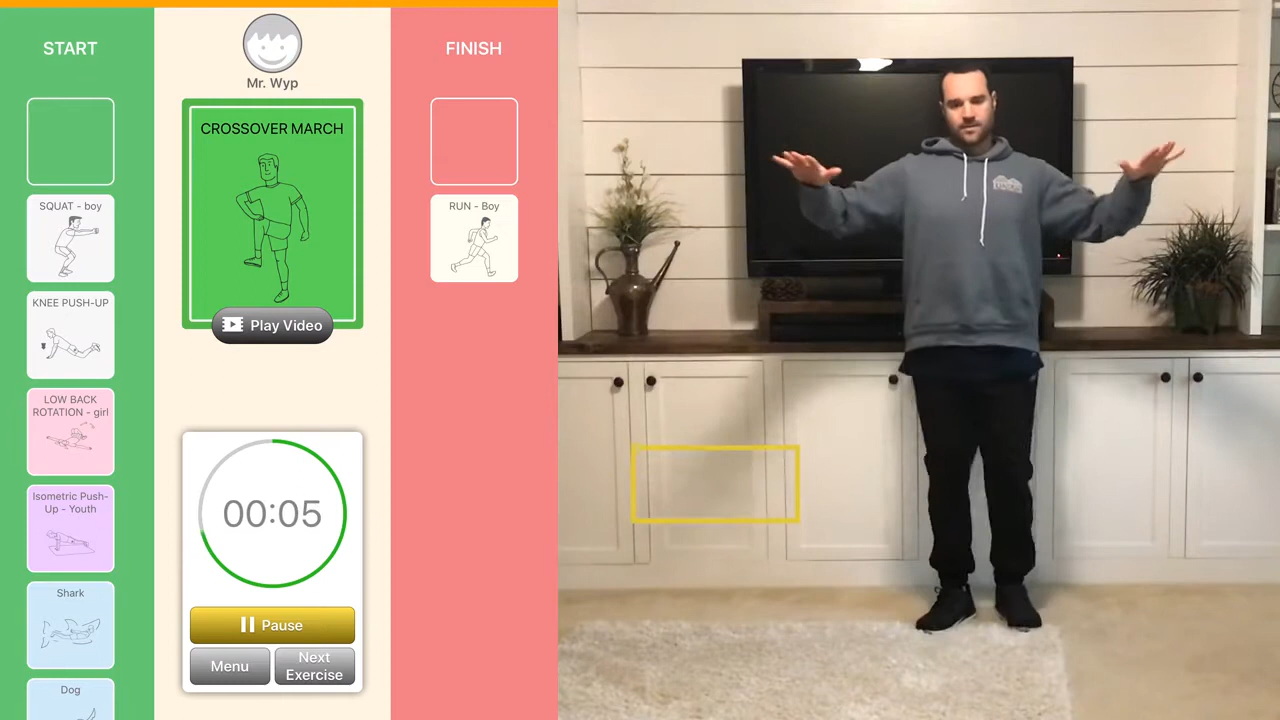 START
SQUAT - boy
KNEE PUSH-UP
LOW BACK
ROTATION - girl
Isometric Push-
Up - Youth
Shark
Dog
Mr. Wyp
CROSSOVER MARCH
Play Video
00:05
Pause
Menu
Next
Exercise
FINISH
RUN - Boy